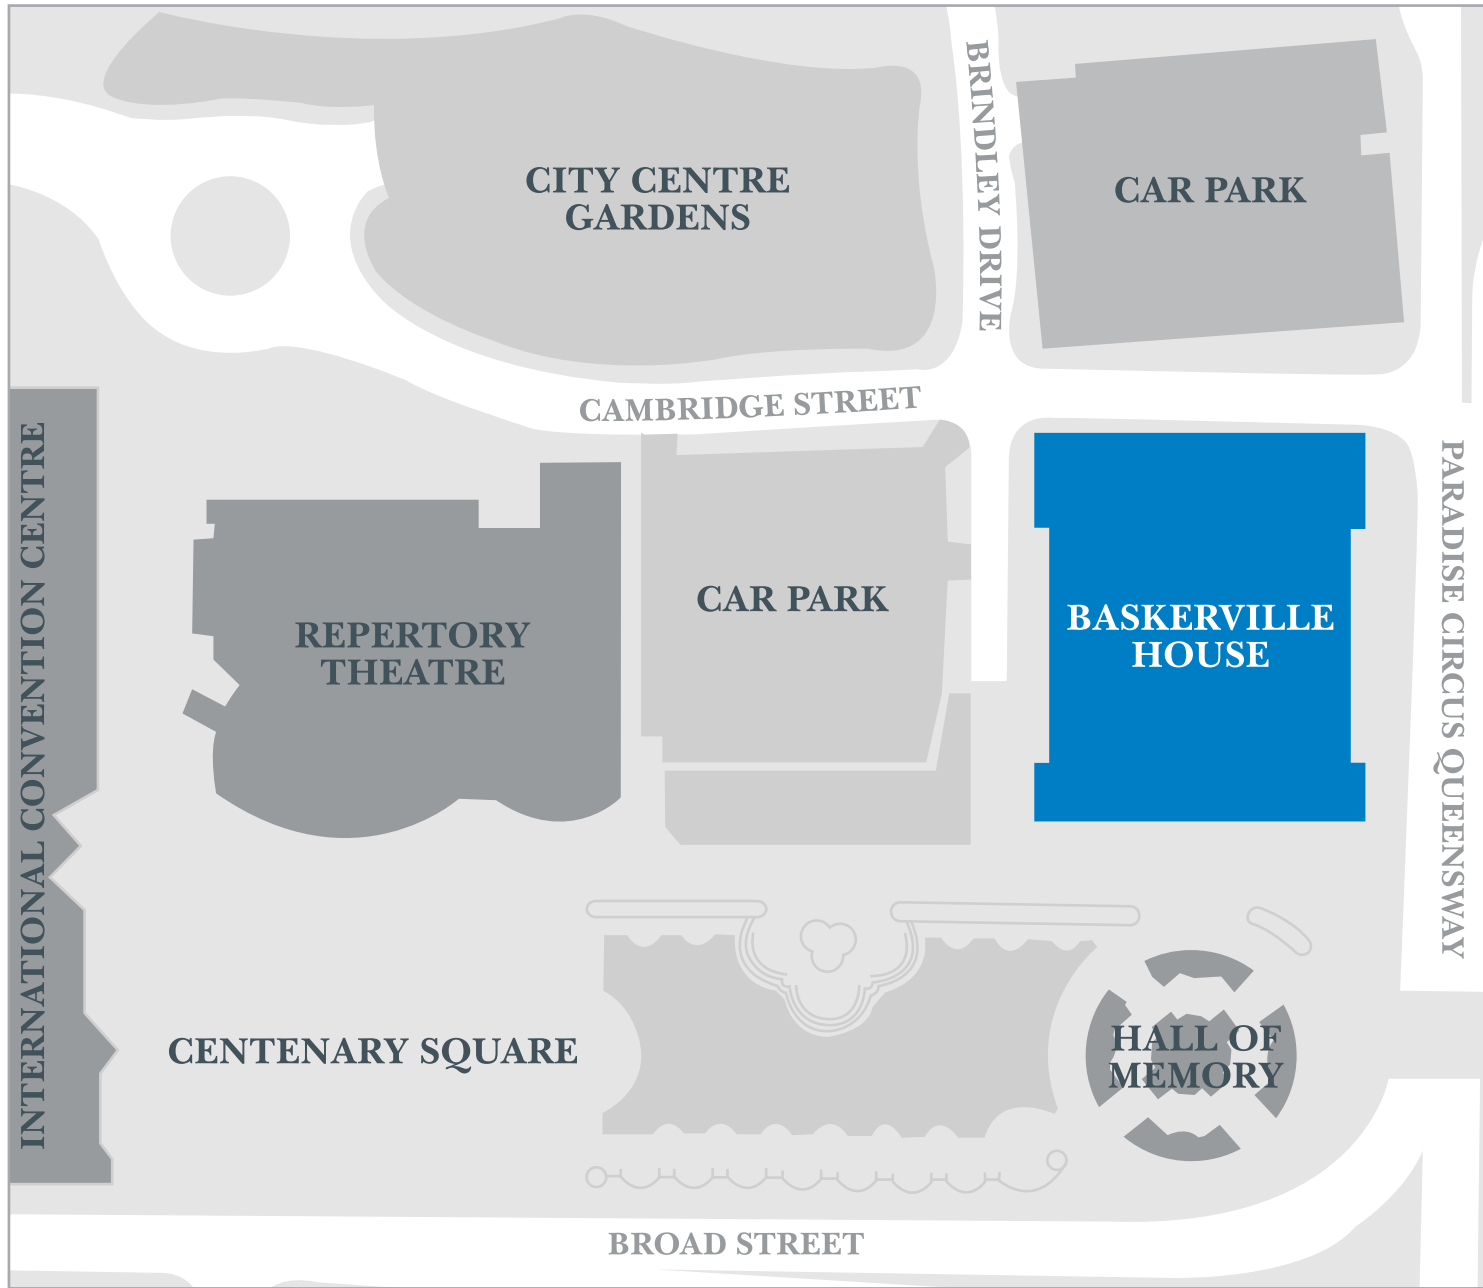 BRINDLEY DRIVE
CITY CENTRE
GARDENS
CAR PARK
CAMBRIDGE STREET
INTERNATIONAL CONVENTION CENTRE
REPERTORY
THEATRE
CAR PARK
BASKERVILLE
HOUSE
PARADISE CIRCUS QUEENSWAY
CENTENARY SQUARE
HALL OF
MEMORY
BROAD STREET